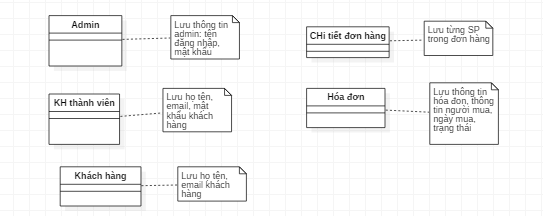 Admin
Lưu thông tin
admin: tên
đăng nhập,
mật khẩu
KH thành viên
Lưu họ tên,
email, mật
khẩu khách
hàng
Khách hàng
Lưu họ tên,
email khách
hàng
CHi tiết đơn hàng
Lưu từng SP
trong đơn hàng
Hóa đơn
Lưu thông tin
hóa đơn, thông
tin người mua,
ngày mua,
trạng thái